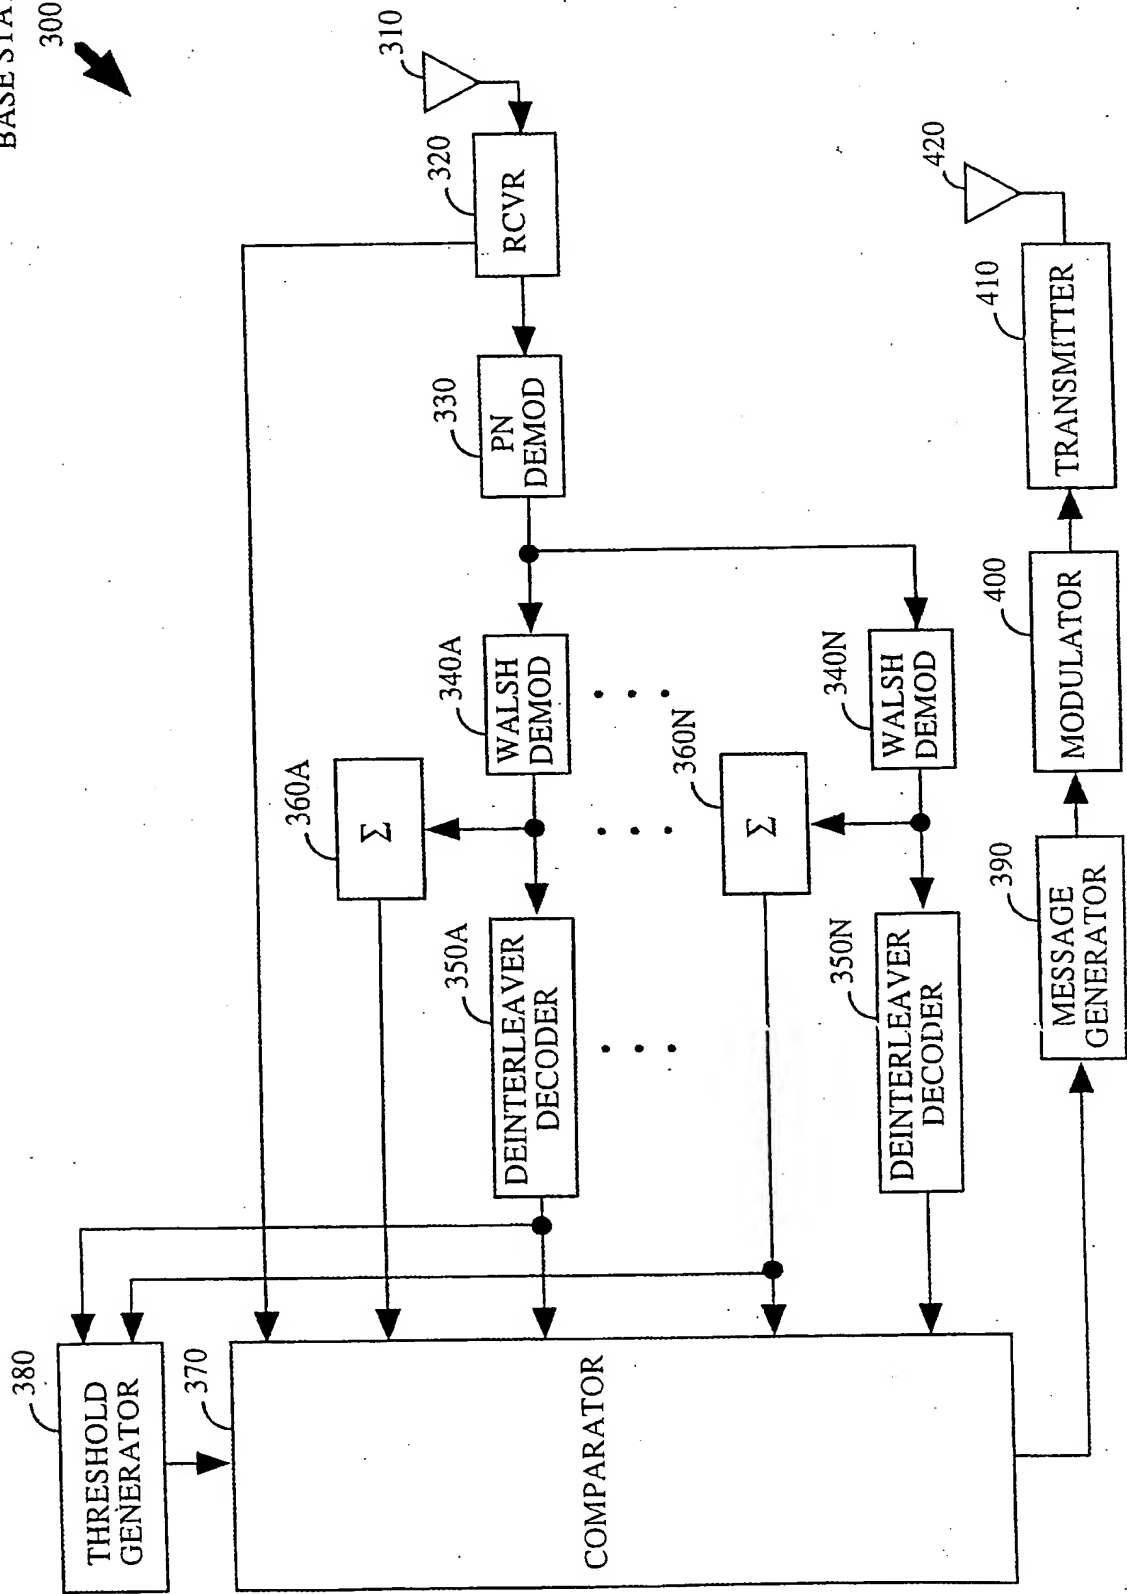 300
310
320
RCVR
330
PN
DEMOD
340A
WALSH
DEMOD
340N
WALSH
DEMOD
360A
Σ
360N
Σ
350A
DEINTERLEAVER
DECODER
350N
DEINTERLEAVER
DECODER
380
THRESHOLD
GENERATOR
370
COMPARATOR
390
MESSAGE
GENERATOR
400
MODULATOR
410
TRANSMITTER
420
BASE